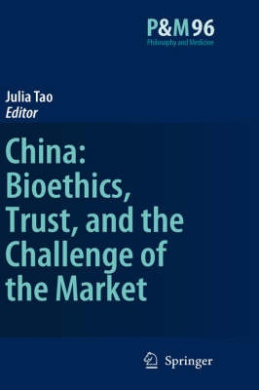 P&M 96
Philosophy and Medicine
Julia Tao
Editor
China:
Bioethics,
Trust, and the
Challenge of
the Market
Springer